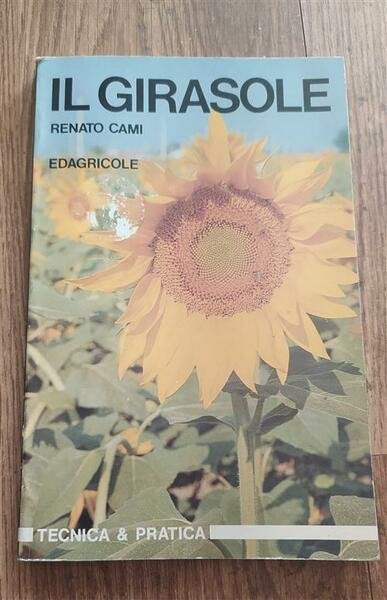 IL GIRASOLE
RENATO CAMI
EDAGRICOLE
TECNICA & PRATICA